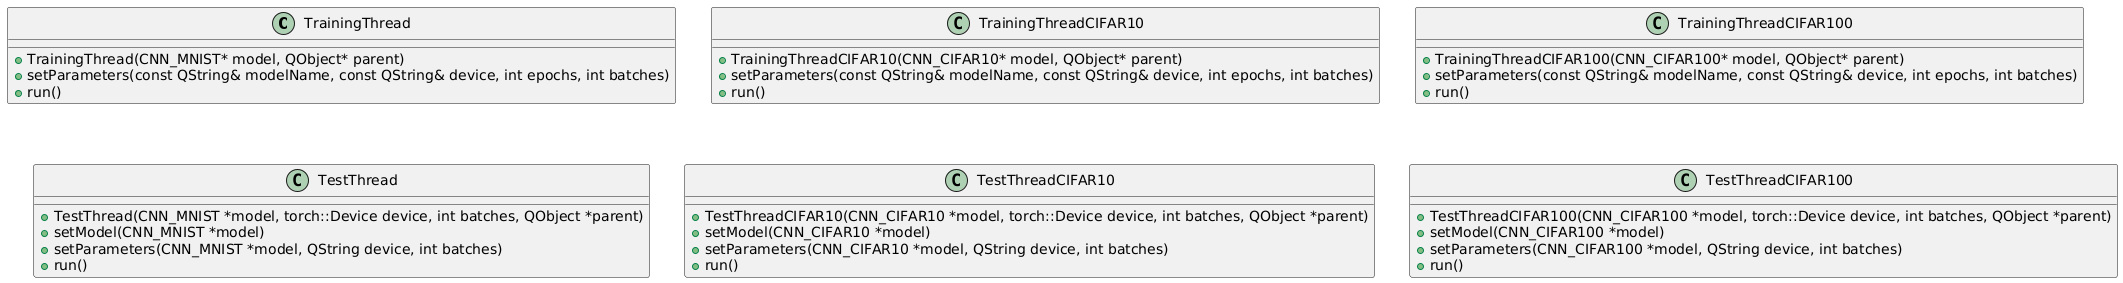 C TrainingThread
TrainingThread(CNN_MNIST* model, QObject* parent)
setParameters(const QString& modelName, const QString& device, int epochs, int batches)
run()
C TrainingThreadCIFAR10
TrainingThreadCIFAR10(CNN_CIFAR10* model, QObject* parent)
setParameters(const QString& modelName, const QString& device, int epochs, int batches)
run()
C TrainingThreadCIFAR100
TrainingThreadCIFAR100(CNN_CIFAR100* model, QObject* parent)
setParameters(const QString& modelName, const QString& device, int epochs, int batches)
run()
C TestThread
TestThread(CNN_MNIST *model, torch::Device device, int batches, QObject *parent)
setModel(CNN_MNIST *model)
setParameters(CNN_MNIST *model, QString device, int batches)
run()
C TestThreadCIFAR10
TestThreadCIFAR10(CNN_CIFAR10 *model, torch::Device device, int batches, QObject *parent)
setModel(CNN_CIFAR10 *model)
setParameters(CNN_CIFAR10 *model, QString device, int batches)
run()
C TestThreadCIFAR100
TestThreadCIFAR100(CNN_CIFAR100 *model, torch::Device device, int batches, QObject *parent)
setModel(CNN_CIFAR100 *model)
setParameters(CNN_CIFAR100 *model, QString device, int batches)
run()